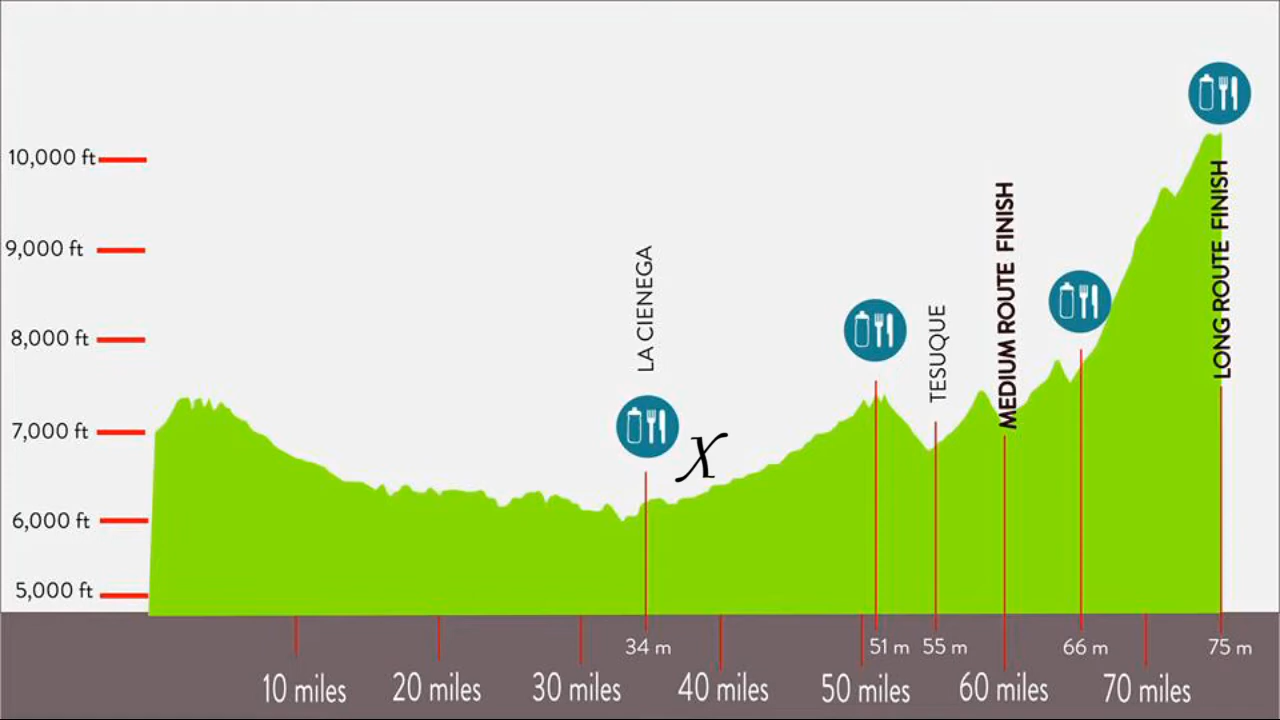 10,000 ft
9,000 ft
8,000 ft
7,000 ft
6,000 ft
5,000 ft
LA CIENEGA
X
TESUQUE
MEDIUM ROUTE FINISH
LONG ROUTE FINISH
34 m
51 m
55 m
66 m
75 m
10 miles
20 miles
30 miles
40 miles
50 miles
60 miles
70 miles